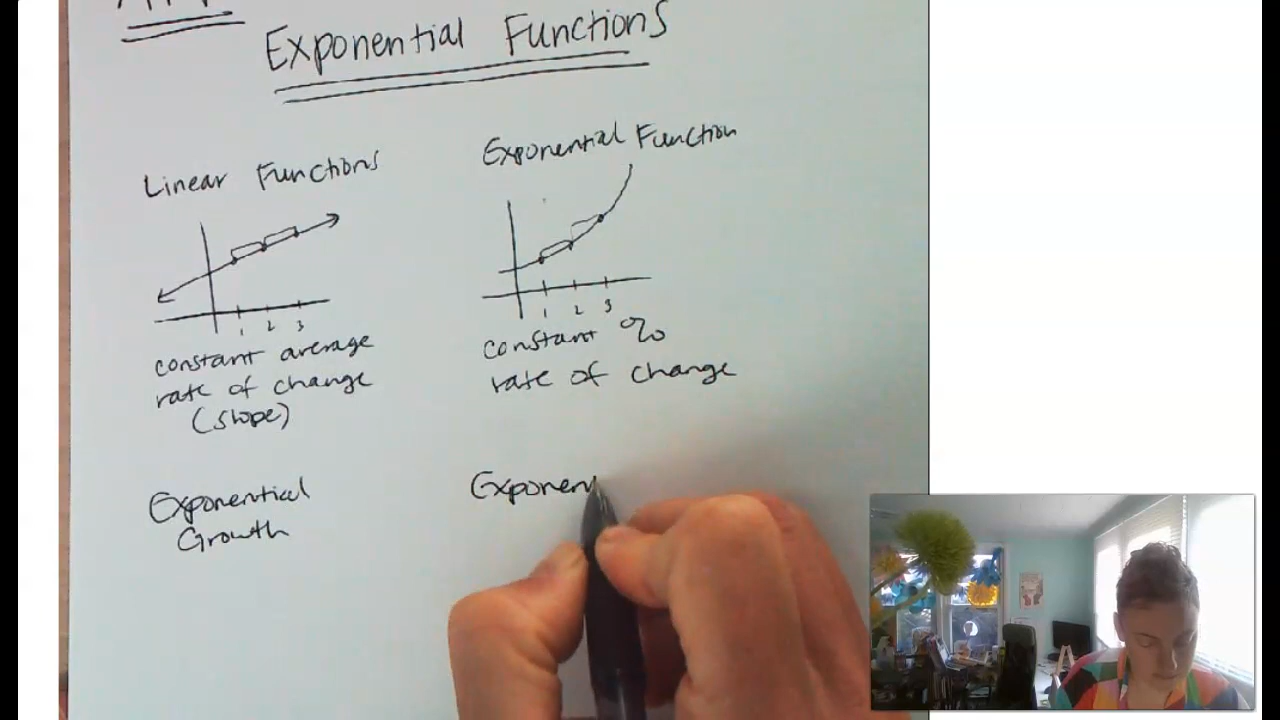 Exponential Functions
Linear Functions
1 2 3
constant average
rate of change
(slope)
Exponential Function
1 2 3
constant %
rate of change
Exponential
Growth
Exponen